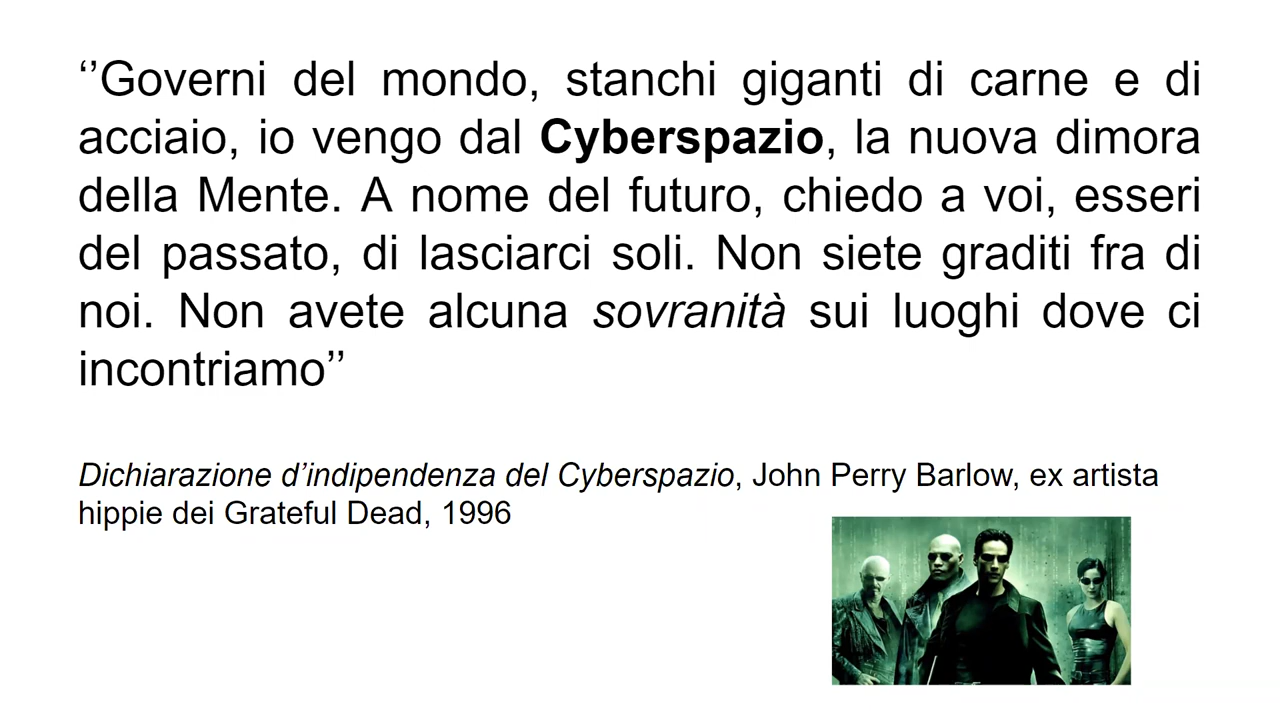 ‘’Governi del mondo, stanchi giganti di carne e di
acciaio, io vengo dal Cyberspazio, la nuova dimora
della Mente. A nome del futuro, chiedo a voi, esseri
del passato, di lasciarci soli. Non siete graditi fra di
noi. Non avete alcuna sovranità sui luoghi dove ci
incontriamo’’
Dichiarazione d’indipendenza del Cyberspazio, John Perry Barlow, ex artista
hippie dei Grateful Dead, 1996